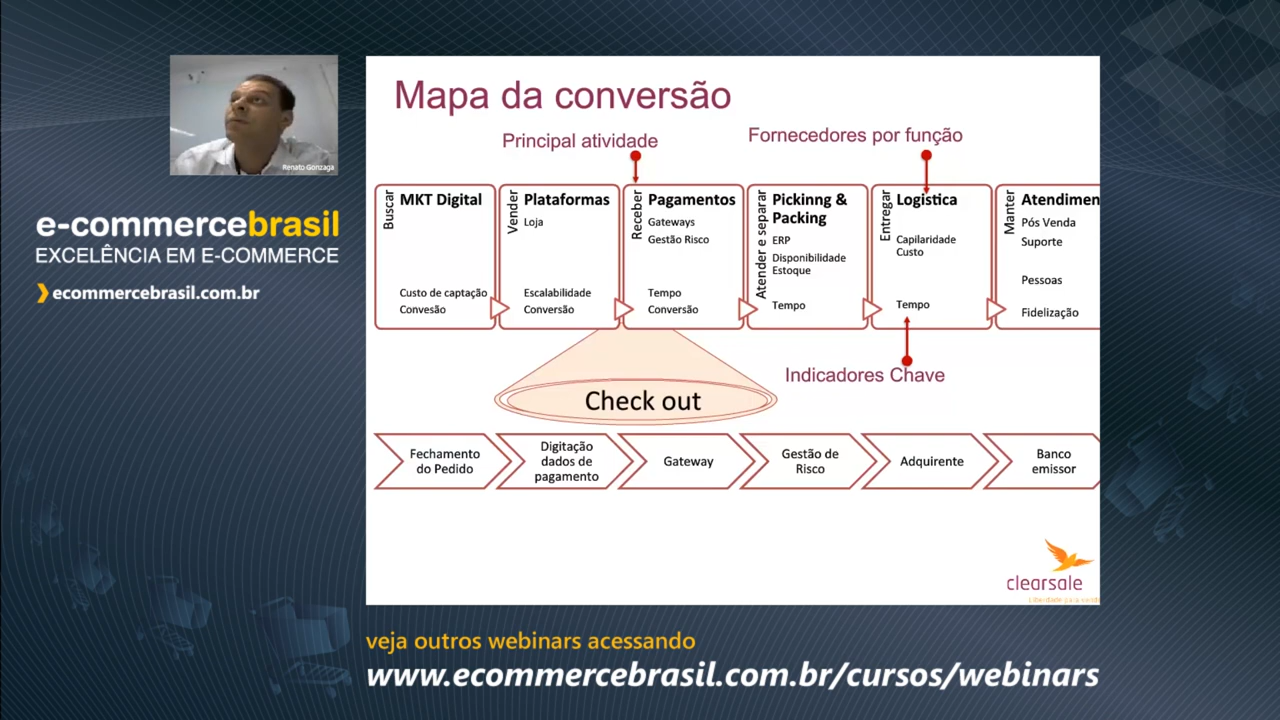 Renato Gonzaga
e-commercebrasil
EXCELÊNCIA EM E-COMMERCE
ecommercebrasil.com.br
Mapa da conversão
Principal atividade
Fornecedores por função
Buscar
MKT Digital
Custo de captação
Convesão
Vender
Plataformas
Loja
Escalabilidade
Conversão
Receber
Pagamentos
Gateways
Gestão Risco
Tempo
Conversão
Atender e separar
Pickinng &
Packing
ERP
Disponibilidade
Estoque
Tempo
Entregar
Logistica
Capilaridade
Custo
Tempo
Manter
Atendimen
Pós Venda
Suporte
Pessoas
Fidelização
Indicadores Chave
Check out
Fechamento
do Pedido
Digitação
dados de
pagamento
Gateway
Gestão de
Risco
Adquirente
Banco
emissor
clearsale
veja outros webinars acessando
www.ecommercebrasil.com.br/cursos/webinars